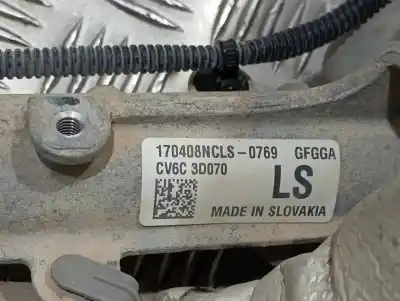 170408NCLS-0769 GFGGA
CV6C 3D070
LS
MADE IN SLOVAKIA